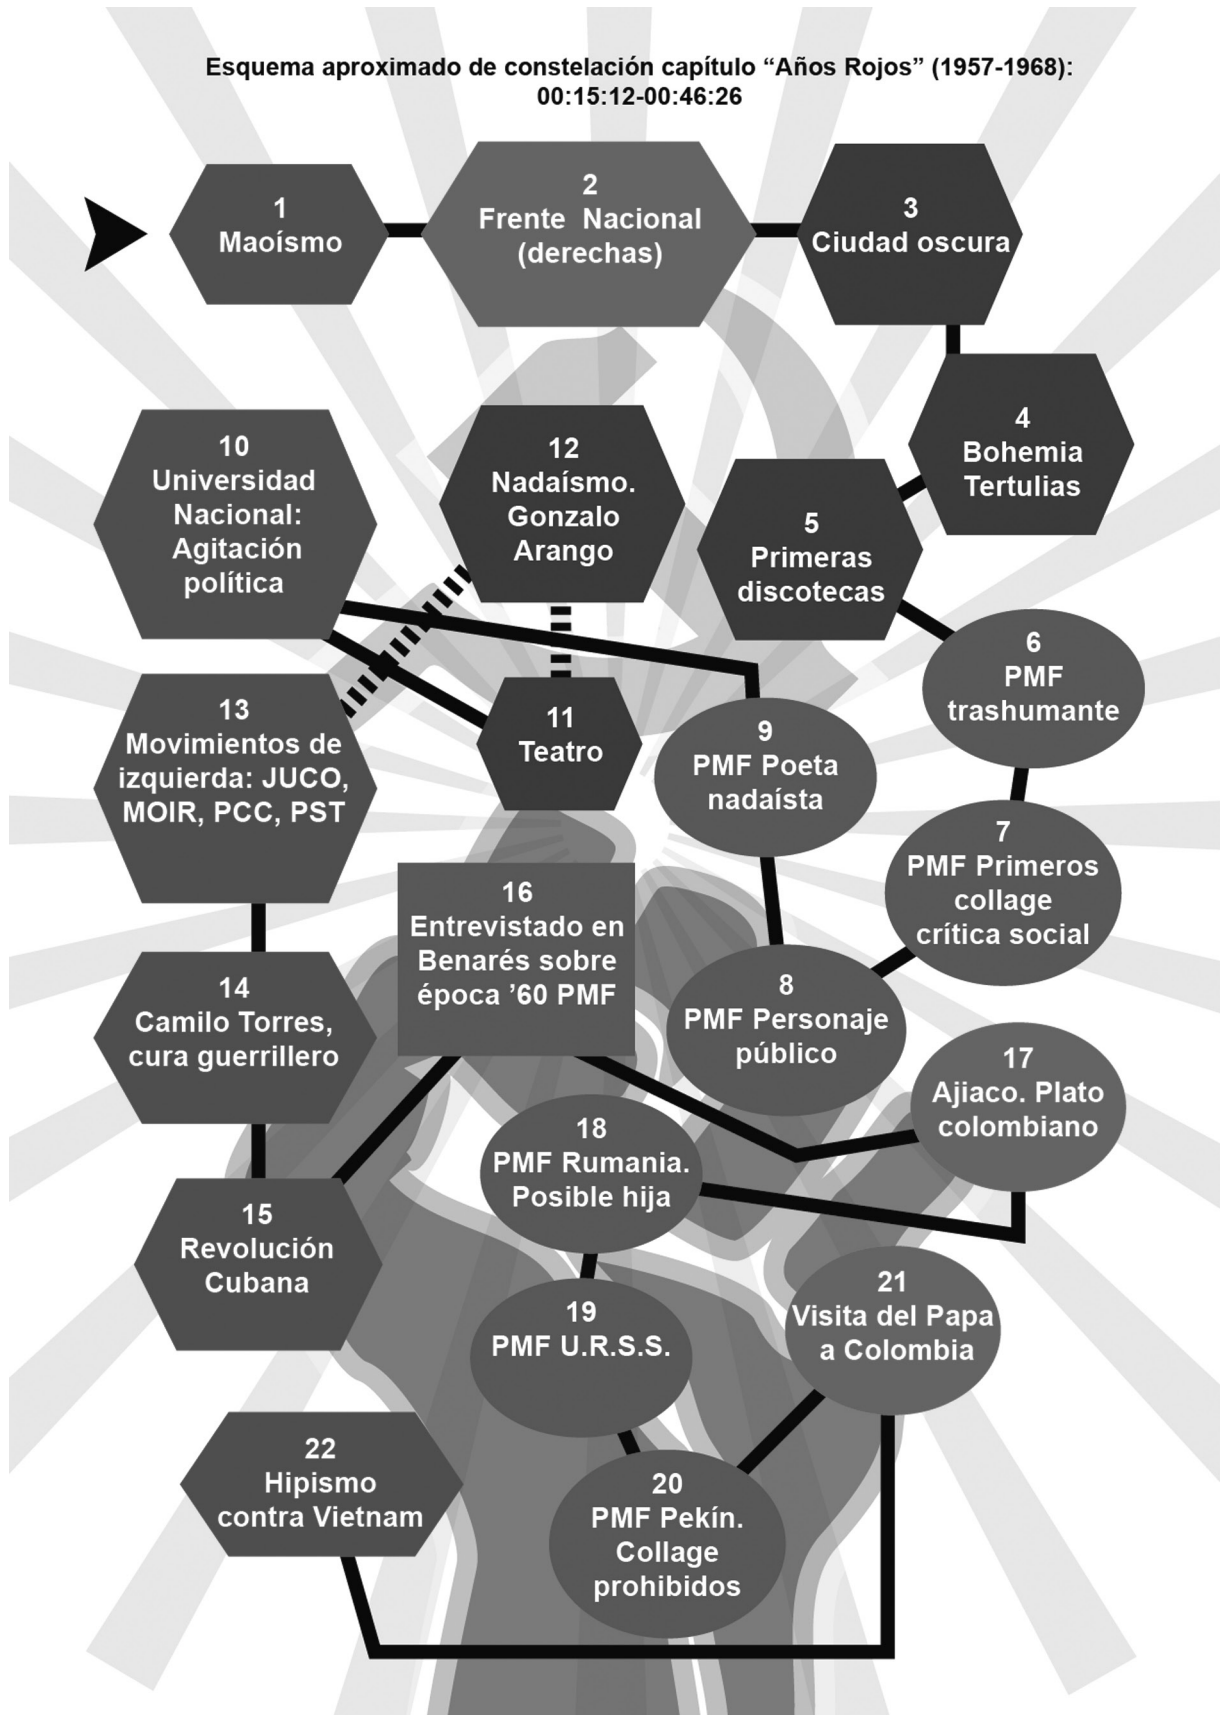 Esquema aproximado de constelación capítulo “Años Rojos” (1957-1968):
00:15:12-00:46:26
1
Maoísmo
2
Frente Nacional
(derechas)
3
Ciudad oscura
4
Bohemia
Tertulias
5
Primeras
discotecas
6
PMF
trashumante
7
PMF Primeros
collage
crítica social
8
PMF Personaje
público
9
PMF Poeta
nadaísta
10
Universidad
Nacional:
Agitación
política
11
Teatro
12
Nadaísmo.
Gonzalo
Arango
13
Movimientos de
izquierda: JUCO,
MOIR, PCC, PST
14
Camilo Torres,
cura guerrillero
15
Revolución
Cubana
16
Entrevistado en
Benarés sobre
época ’60 PMF
17
Ajiaco. Plato
colombiano
18
PMF Rumania.
Posible hija
19
PMF U.R.S.S.
20
PMF Pekín.
Collage
prohibidos
21
Visita del Papa
a Colombia
22
Hipismo
contra Vietnam